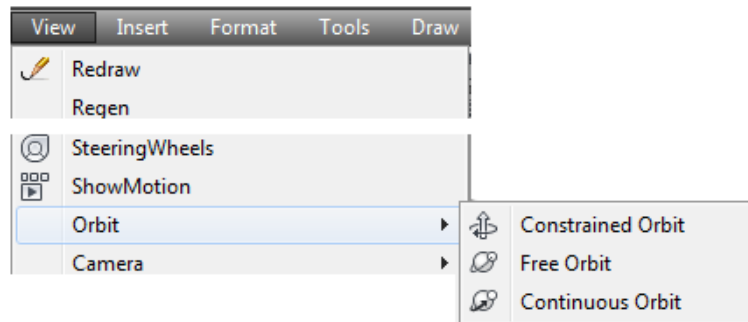 View Insert Format Tools Draw
Redraw
Regen
SteeringWheels
ShowMotion
Orbit
Camera
Constrained Orbit
Free Orbit
Continuous Orbit